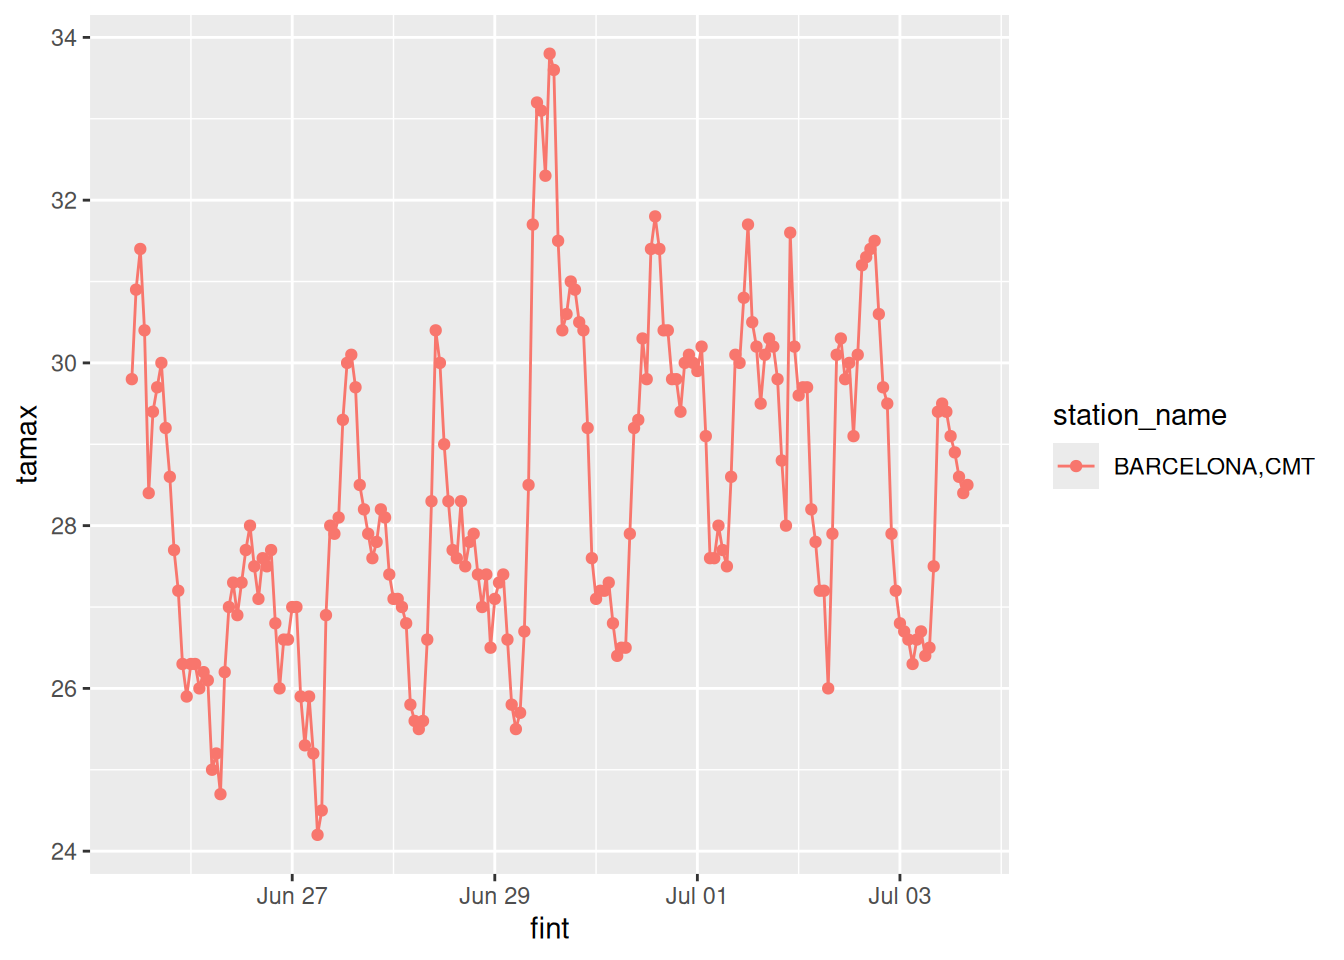 34
32
30
28
26
24
tamax
Jun 27
Jun 29
Jul 01
Jul 03
fint
station_name
BARCELONA,CMT